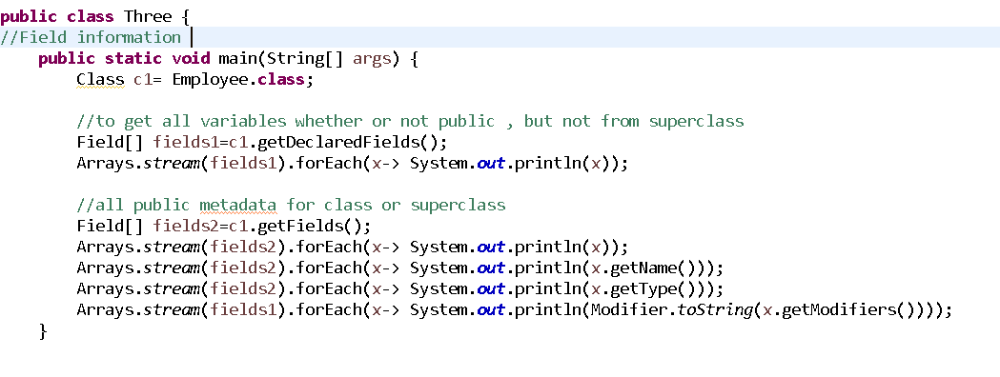 public class Three {
//Field information
public static void main(String[] args) {
Class c1= Employee.class;
//to get all variables whether or not public , but not from superclass
Field[] fields1=c1.getDeclaredFields();
Arrays.stream(fields1).forEach(x-> System.out.println(x));
//all public metadata for class or superclass
Field[] fields2=c1.getFields();
Arrays.stream(fields2).forEach(x-> System.out.println(x));
Arrays.stream(fields2).forEach(x-> System.out.println(x.getName()));
Arrays.stream(fields2).forEach(x-> System.out.println(x.getType()));
Arrays.stream(fields1).forEach(x-> System.out.println(Modifier.toString(x.getModifiers())));
}